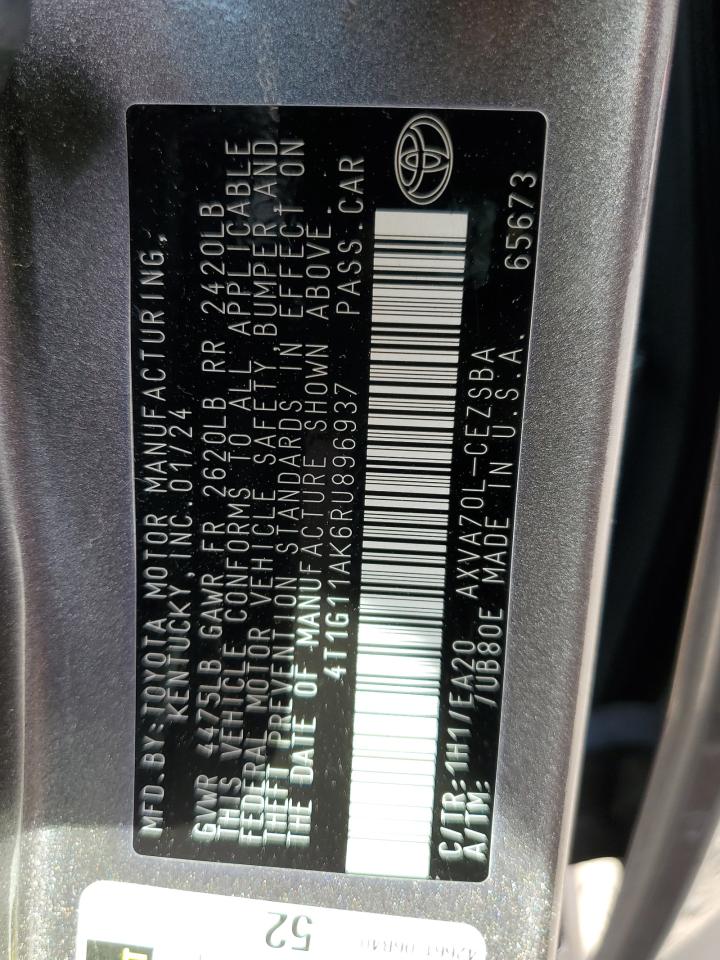 MFD.BY:TOYOTA MOTOR MANUFACTURING,
KENTUCKY,INC. 01/24
GVWR 4475LB GAWR FR 2620LB RR 2420LB
THIS VEHICLE CONFORMS TO ALL APPLICABLE
FEDERAL MOTOR VEHICLE SAFETY, BUMPER, AND
THEFT PREVENTION STANDARDS IN EFFECT ON
THE DATE OF MANUFACTURE SHOWN ABOVE.
4T1G11AK6RU896937 PASS.CAR
C/TR:1H1/EA20 AXVA70L-CEZSBA
A/TM: /UB80E MADE IN U.S.A. 65673
52